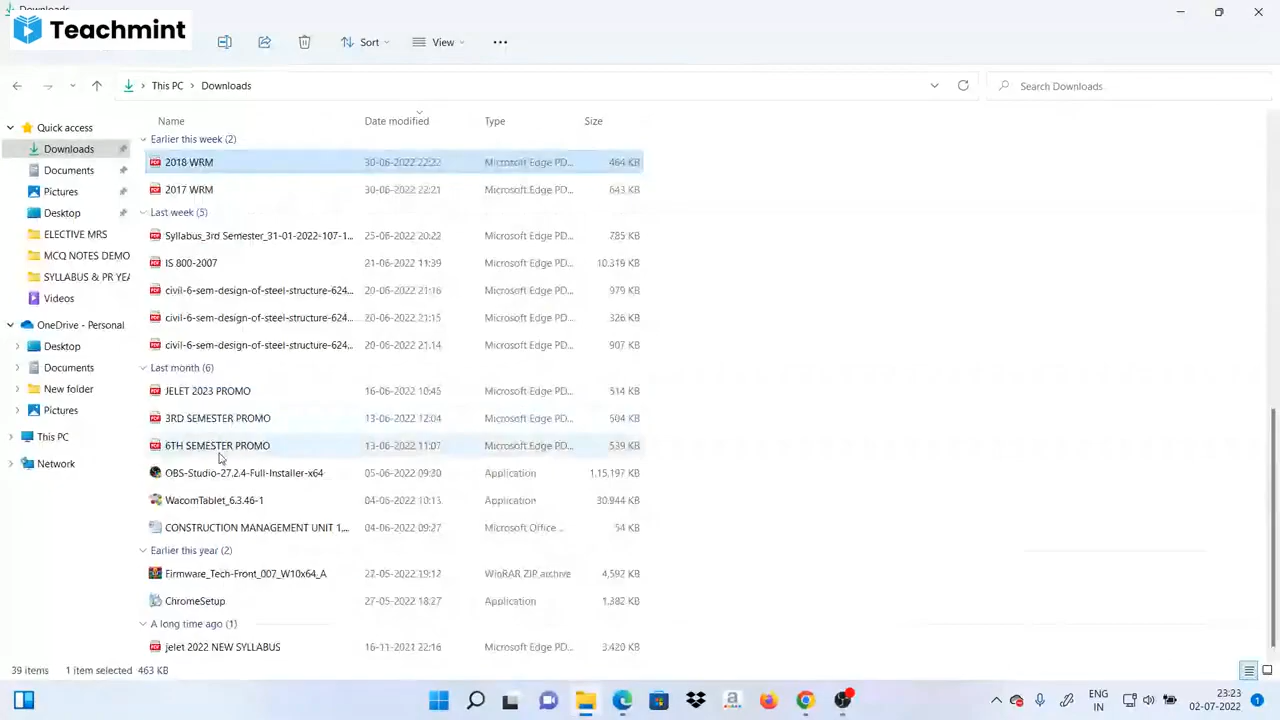 Downloads
Teachmint
Sort
View
This PC > Downloads
Search Downloads
Name Date modified Type Size
Quick access
Downloads
Documents
Pictures
Desktop
ELECTIVE MRS
MCQ NOTES DEMO
SYLLABUS & PR YEA
Videos
OneDrive - Personal
Desktop
Documents
New folder
Pictures
This PC
Network
Earlier this week (2)
2018 WRM 30-06-2022 22:22 Microsoft Edge PD... 464 KB
2017 WRM 30-06-2022 22:21 Microsoft Edge PD... 643 KB
Last week (5)
Syllabus_3rd Semester_31-01-2022-107-1... 25-06-2022 20:22 Microsoft Edge PD... 785 KB
IS 800-2007 21-06-2022 11:39 Microsoft Edge PD... 10,319 KB
civil-6-sem-design-of-steel-structure-624... 20-06-2022 21:16 Microsoft Edge PD... 979 KB
civil-6-sem-design-of-steel-structure-624... 20-06-2022 21:15 Microsoft Edge PD... 326 KB
civil-6-sem-design-of-steel-structure-624... 20-06-2022 21:14 Microsoft Edge PD... 907 KB
Last month (6)
JELET 2023 PROMO 16-06-2022 10:45 Microsoft Edge PD... 514 KB
3RD SEMESTER PROMO 13-06-2022 12:04 Microsoft Edge PD... 504 KB
6TH SEMESTER PROMO 13-06-2022 11:07 Microsoft Edge PD... 539 KB
OBS-Studio-27.2.4-Full-Installer-x64 05-06-2022 09:30 Application 1,15,197 KB
WacomTablet_6.3.46-1 04-06-2022 10:13 Application 30,944 KB
CONSTRUCTION MANAGEMENT UNIT 1,... 04-06-2022 09:27 Microsoft Office ... 54 KB
Earlier this year (2)
Firmware_Tech-Front_007_W10x64_A 27-05-2022 19:12 WinRAR ZIP archive 4,592 KB
ChromeSetup 27-05-2022 18:27 Application 1,382 KB
A long time ago (1)
jelet 2022 NEW SYLLABUS 16-11-2021 22:16 Microsoft Edge PD... 3,420 KB
39 items 1 item selected 463 KB
ENG
IN
23:23
02-07-2022
1